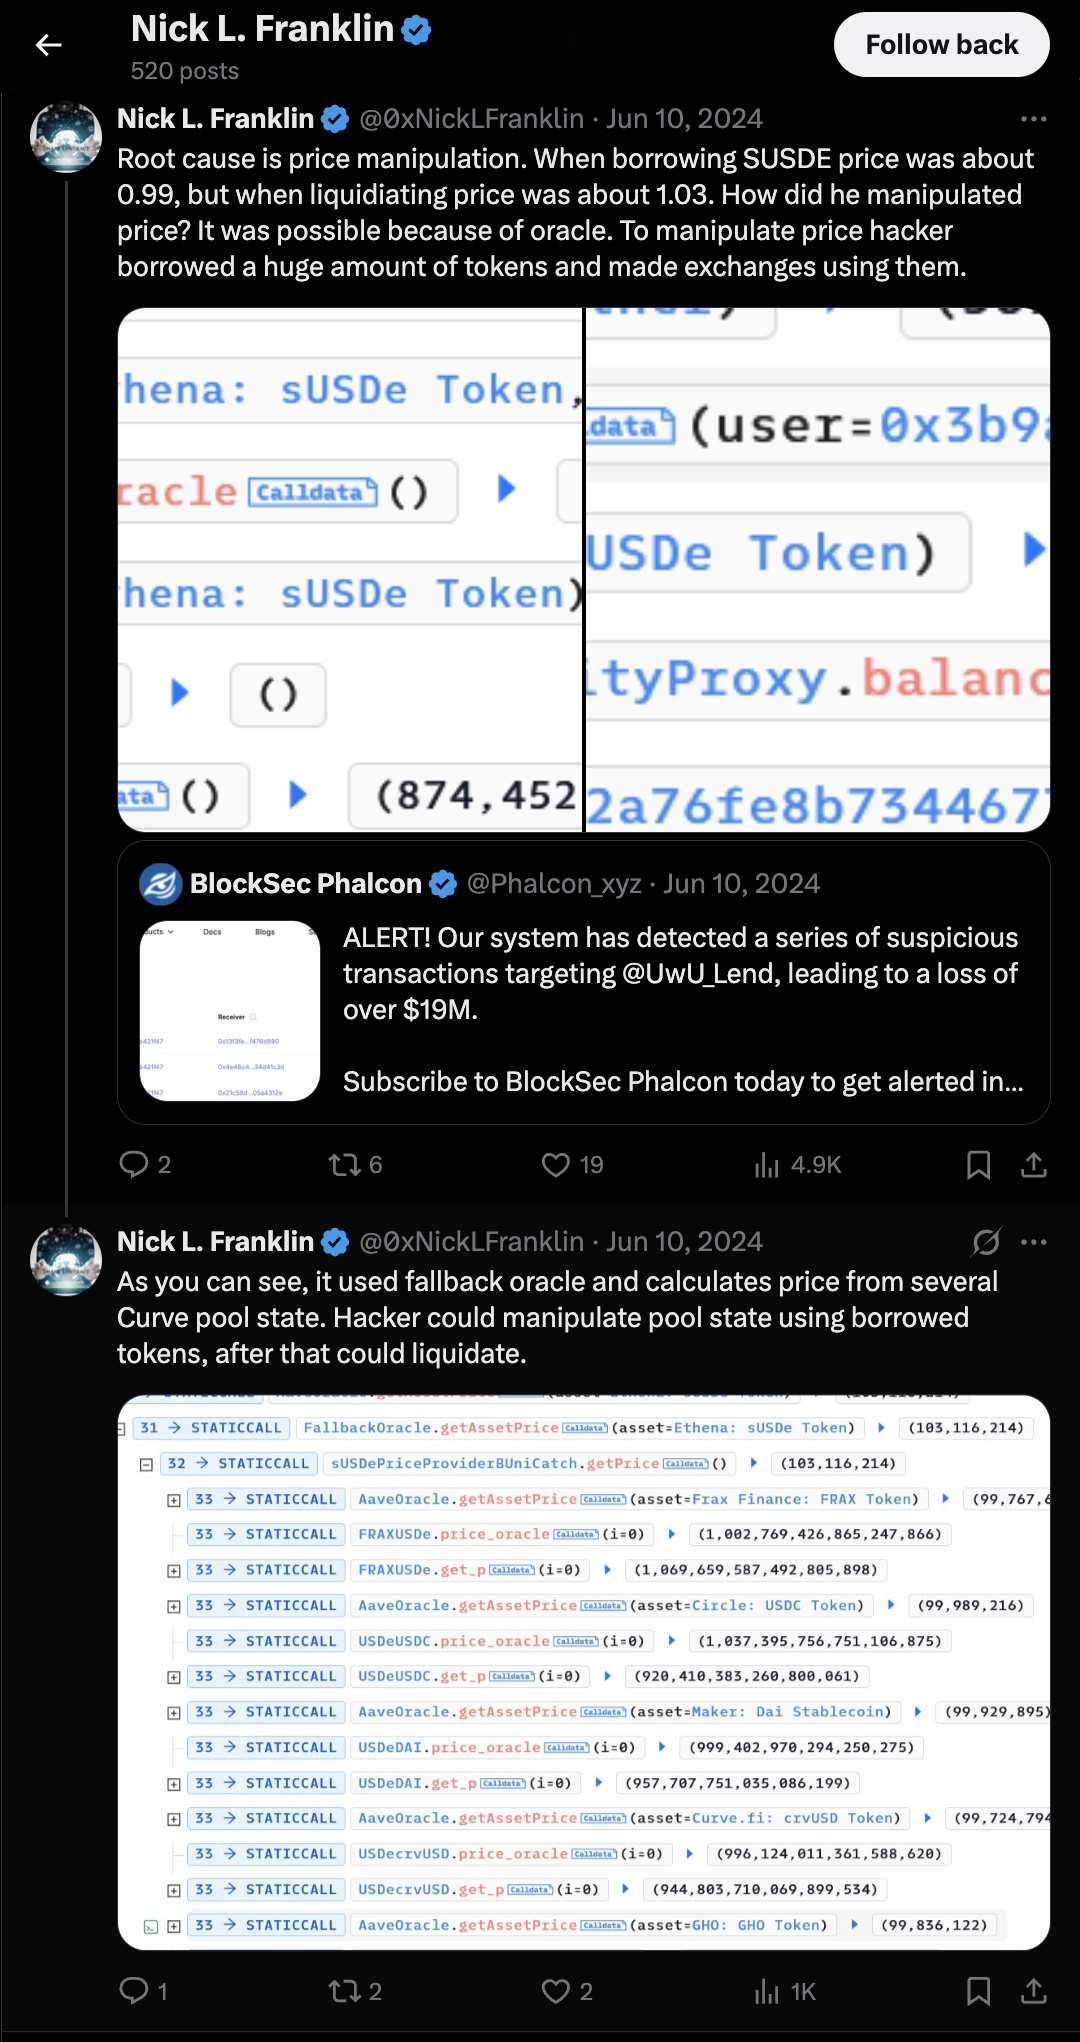 Nick L. Franklin
520 posts
Follow back
Nick L. Franklin @0xNickLFranklin · Jun 10, 2024
Root cause is price manipulation. When borrowing SUSDE price was about
0.99, but when liquidiating price was about 1.03. How did he manipulated
price? It was possible because of oracle. To manipulate price hacker
borrowed a huge amount of tokens and made exchanges using them.
hena: sUSDe Token,
racle Calldata ()
hena: sUSDe Token)
()
ata ()  (874,452
data (user=0x3b9
USDe Token)
ityProxy.balanc
2a76fe8b734467
BlockSec Phalcon @Phalcon_xyz · Jun 10, 2024
ducts Docs Blogs
Receiver
421f47 0x13f3fe...f476d890
421f47 0x4e48c4...34d41c3d
1f47 0x21c58d...05a4312e
ALERT! Our system has detected a series of suspicious
transactions targeting @UwU_Lend, leading to a loss of
over $19M.
Subscribe to BlockSec Phalcon today to get alerted in...
2 6 19 4.9K
Nick L. Franklin @0xNickLFranklin · Jun 10, 2024
As you can see, it used fallback oracle and calculates price from several
Curve pool state. Hacker could manipulate pool state using borrowed
tokens, after that could liquidate.
31 → STATICCALL FallbackOracle.getAssetPrice Calldata (asset=Ethena: sUSDe Token) (103,116,214)
32 → STATICCALL sUSDePriceProviderBUniCatch.getPrice Calldata () (103,116,214)
33 → STATICCALL AaveOracle.getAssetPrice Calldata (asset=Frax Finance: FRAX Token) (99,767,6
33 → STATICCALL FRAXUSDe.price_oracle Calldata (i=0) (1,002,769,426,865,247,866)
33 → STATICCALL FRAXUSDe.get_p Calldata (i=0) (1,069,659,587,492,805,898)
33 → STATICCALL AaveOracle.getAssetPrice Calldata (asset=Circle: USDC Token) (99,989,216)
33 → STATICCALL USDeUSDC.price_oracle Calldata (i=0) (1,037,395,756,751,106,875)
33 → STATICCALL USDeUSDC.get_p Calldata (i=0) (920,410,383,260,800,061)
33 → STATICCALL AaveOracle.getAssetPrice Calldata (asset=Maker: Dai Stablecoin) (99,929,895)
33 → STATICCALL USDeDAI.price_oracle Calldata (i=0) (999,402,970,294,250,275)
33 → STATICCALL USDeDAI.get_p Calldata (i=0) (957,707,751,035,086,199)
33 → STATICCALL AaveOracle.getAssetPrice Calldata (asset=Curve.fi: crvUSD Token) (99,724,794
33 → STATICCALL USDecrvUSD.price_oracle Calldata (i=0) (996,124,011,361,588,620)
33 → STATICCALL USDecrvUSD.get_p Calldata (i=0) (944,803,710,069,899,534)
33 → STATICCALL AaveOracle.getAssetPrice Calldata (asset=GHO: GHO Token) (99,836,122)
1 2 2 1K